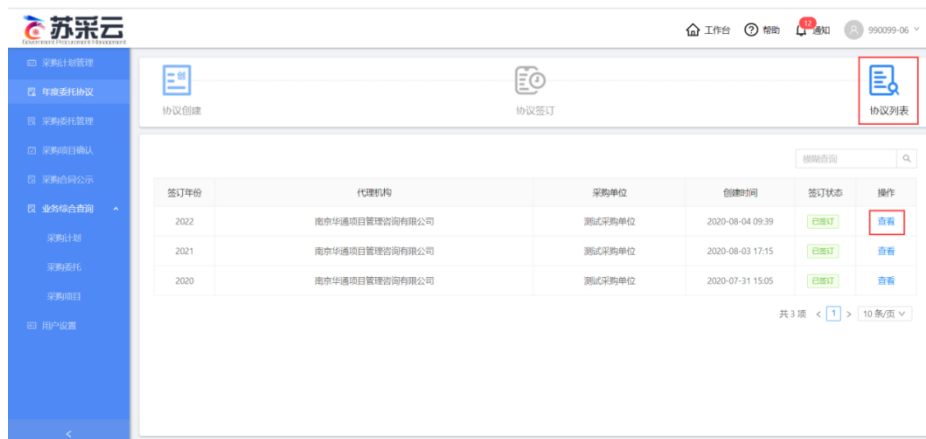 苏采云
Government Procurement Management
工作台
帮助
12
通知
990099-06
采购计划管理
年度委托协议
采购委托管理
采购项目确认
采购合同公示
业务综合查询
采购计划
采购委托
采购项目
用户设置
协议创建
协议签订
协议列表
模糊查询
签订年份 代理机构 采购单位 创建时间 签订状态 操作
2022 南京华通项目管理咨询有限公司 测试采购单位 2020-08-04 09:39 已签订 查看
2021 南京华通项目管理咨询有限公司 测试采购单位 2020-08-03 17:15 已签订 查看
2020 南京华通项目管理咨询有限公司 测试采购单位 2020-07-31 15:05 已签订 查看
共 3 项 < 1 > 10 条/页